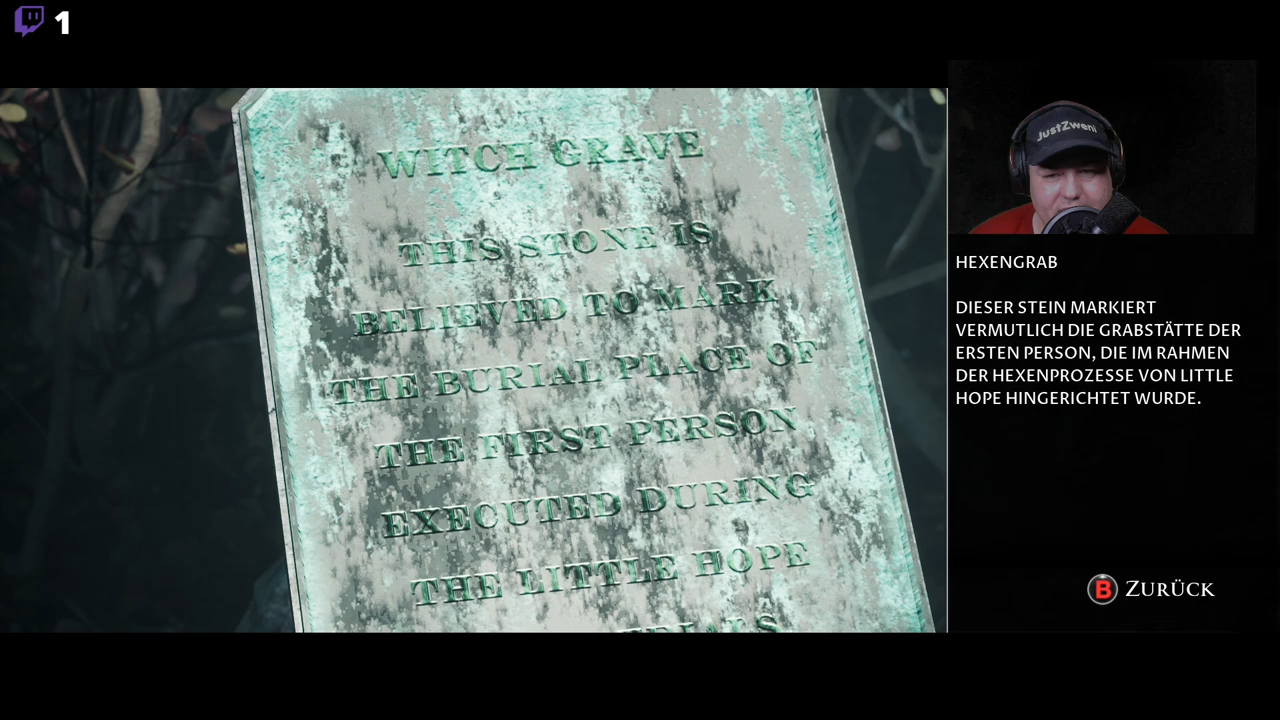 1
WITCH GRAVE
THIS STONE IS
BELIEVED TO MARK
THE BURIAL PLACE OF
THE FIRST PERSON
EXECUTED DURING
THE LITTLE HOPE
TRIALS
JustZweni
HEXENGRAB
DIESER STEIN MARKIERT
VERMUTLICH DIE GRABSTÄTTE DER
ERSTEN PERSON, DIE IM RAHMEN
DER HEXENPROZESSE VON LITTLE
HOPE HINGERICHTET WURDE.
B ZURÜCK